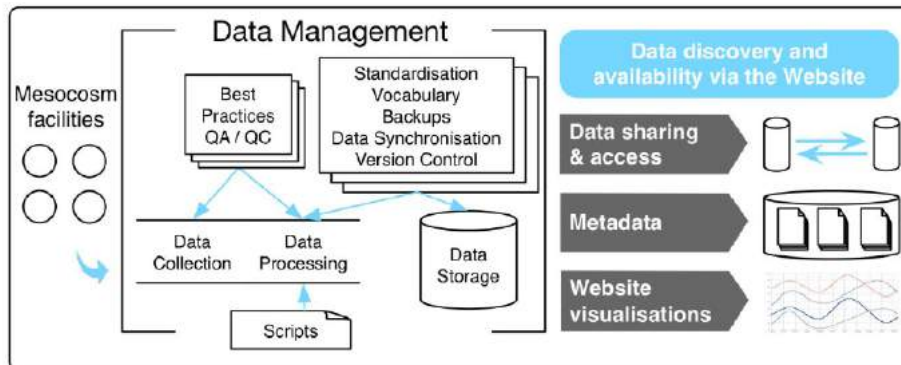 Data Management
Mesocosm
facilities
Best
Practices
QA / QC
Standardisation
Vocabulary
Backups
Data Synchronisation
Version Control
Data
Collection
Data
Processing
Data
Storage
Scripts
Data discovery and
availability via the Website
Data sharing
& access
Metadata
Website
visualisations